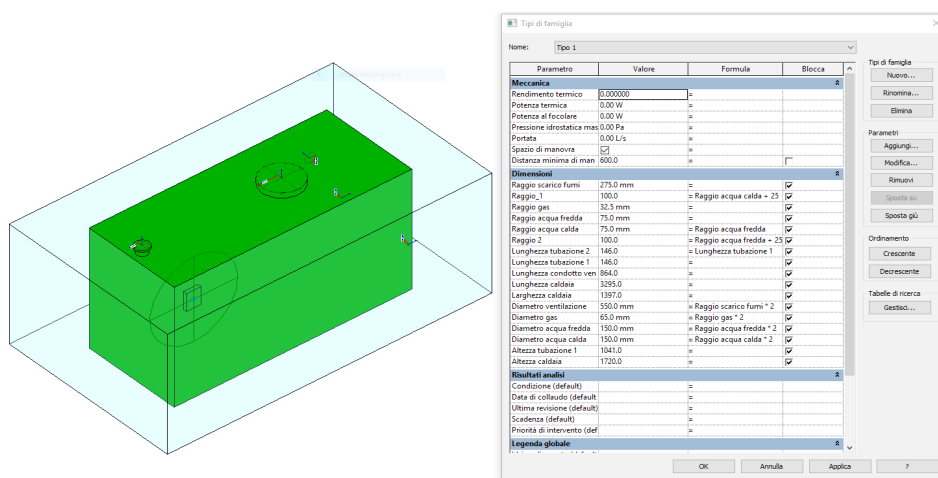 Tipi di famiglia
Nome: Tipo 1
Parametro Valore Formula Blocca
Meccanica
Rendimento termico 0.000000 =
Potenza termica 0.00 W =
Potenza al focolare 0.00 W =
Pressione idrostatica mas 0.00 Pa =
Portata 0.00 L/s =
Spazio di manovra =
Distanza minima di man 600.0 =
Dimensioni
Raggio scarico fumi 275.0 mm =
Raggio_1 100.0 = Raggio acqua calda + 25
Raggio gas 32.5 mm =
Raggio acqua fredda 75.0 mm =
Raggio acqua calda 75.0 mm = Raggio acqua fredda
Raggio 2 100.0 = Raggio acqua fredda + 25
Lunghezza tubazione 2 146.0 = Lunghezza tubazione 1
Lunghezza tubazione 1 146.0 =
Lunghezza condotto ven 864.0 =
Lunghezza caldaia 3295.0 =
Larghezza caldaia 1397.0 =
Diametro ventilazione 550.0 mm = Raggio scarico fumi * 2
Diametro gas 65.0 mm = Raggio gas * 2
Diametro acqua fredda 150.0 mm = Raggio acqua fredda * 2
Diametro acqua calda 150.0 mm = Raggio acqua calda * 2
Altezza tubazione 1 1041.0 =
Altezza caldaia 1720.0 =
Risultati analisi
Condizione (default) =
Data di collaudo (default =
Ultima revisione (default) =
Scadenza (default) =
Priorità di intervento (def =
Legenda globale
Tipi di famiglia
Nuovo...
Rinomina...
Elimina
Parametri
Aggiungi...
Modifica...
Rimuovi
Sposta su
Sposta giù
Ordinamento
Crescente
Decrescente
Tabelle di ricerca
Gestisci...
OK Annulla Applica ?